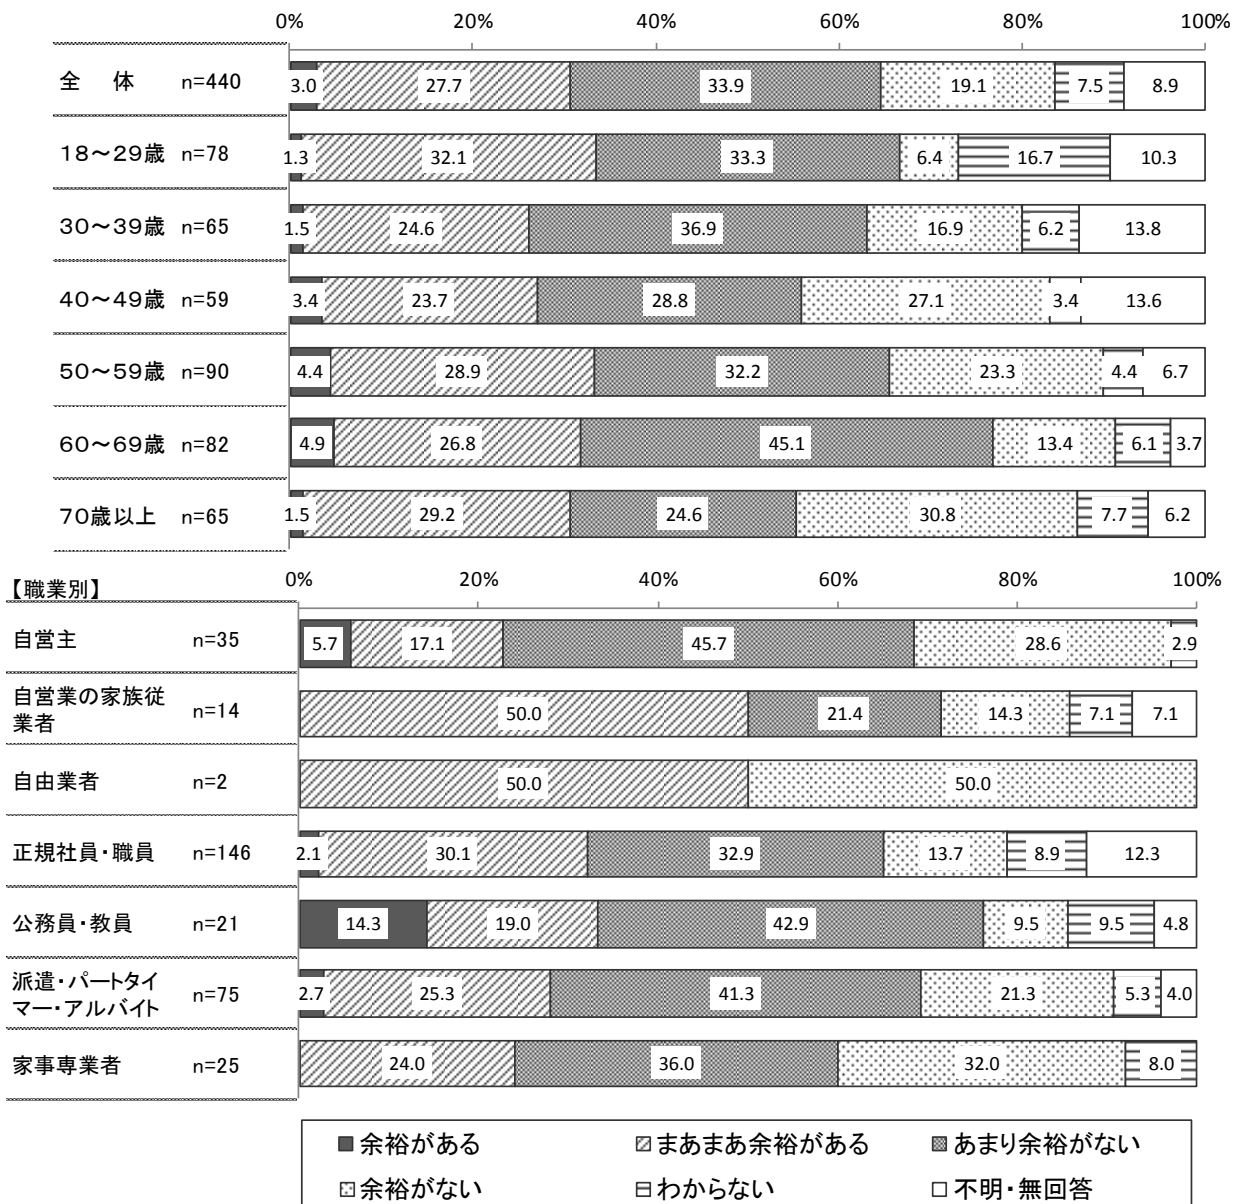 0% 20% 40% 60% 80% 100%
全 体 n=440 3.0 27.7 33.9 19.1 7.5 8.9
18～29歳 n=78 1.3 32.1 33.3 6.4 16.7 10.3
30～39歳 n=65 1.5 24.6 36.9 16.9 6.2 13.8
40～49歳 n=59 3.4 23.7 28.8 27.1 3.4 13.6
50～59歳 n=90 4.4 28.9 32.2 23.3 4.4 6.7
60～69歳 n=82 4.9 26.8 45.1 13.4 6.1 3.7
70歳以上 n=65 1.5 29.2 24.6 30.8 7.7 6.2
【職業別】 0% 20% 40% 60% 80% 100%
自営主 n=35 5.7 17.1 45.7 28.6 2.9
自営業の家族従
業者 n=14 50.0 21.4 14.3 7.1 7.1
自由業者 n=2 50.0 50.0
正規社員・職員 n=146 2.1 30.1 32.9 13.7 8.9 12.3
公務員・教員 n=21 14.3 19.0 42.9 9.5 9.5 4.8
派遣・パートタイ
マー・アルバイト n=75 2.7 25.3 41.3 21.3 5.3 4.0
家事専業者 n=25 24.0 36.0 32.0 8.0
余裕がある まあまあ余裕がある あまり余裕がない
余裕がない わからない 不明・無回答